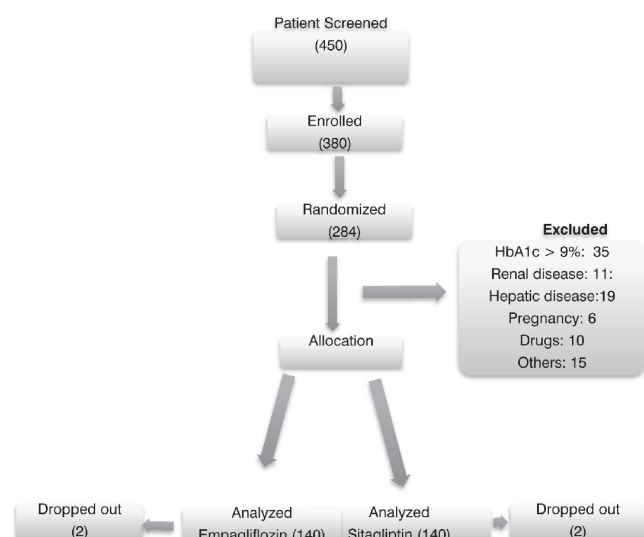 Patient Screened
(450)
Enrolled
(380)
Randomized
(284)
Excluded
HbA1c > 9%: 35
Renal disease: 11:
Hepatic disease:19
Pregnancy: 6
Drugs: 10
Others: 15
Allocation
Dropped out
(2)
Analyzed
Empagliflozin (140)
Analyzed
Sitagliptin (140)
Dropped out
(2)